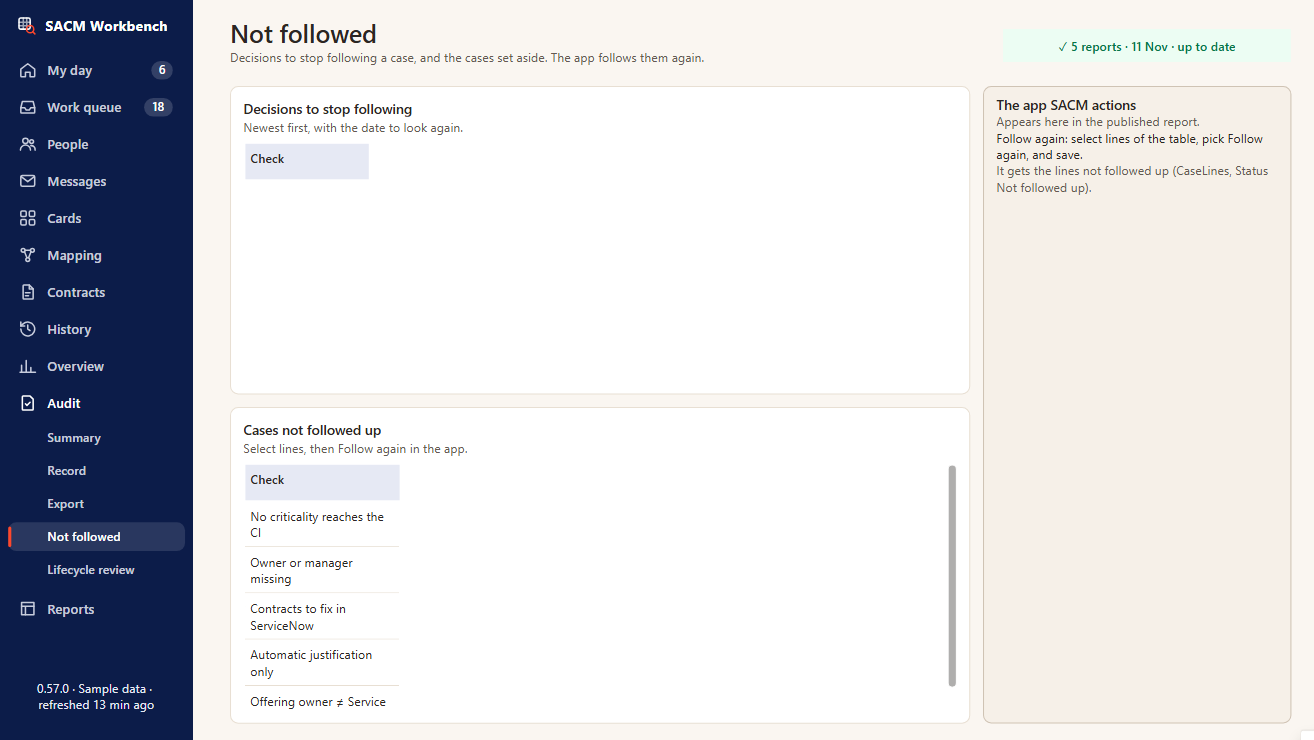 SACM Workbench
My day 6
Work queue 18
People
Messages
Cards
Mapping
Contracts
History
Overview
Audit
Summary
Record
Export
Not followed
Lifecycle review
Reports
0.57.0 · Sample data ·
refreshed 13 min ago
Not followed
Decisions to stop following a case, and the cases set aside. The app follows them again.
✓ 5 reports · 11 Nov · up to date
Decisions to stop following
Newest first, with the date to look again.
Check
Cases not followed up
Select lines, then Follow again in the app.
Check
No criticality reaches the
CI
Owner or manager
missing
Contracts to fix in
ServiceNow
Automatic justification
only
Offering owner ≠ Service
The app SACM actions
Appears here in the published report.
Follow again: select lines of the table, pick Follow
again, and save.
It gets the lines not followed up (CaseLines, Status
Not followed up).